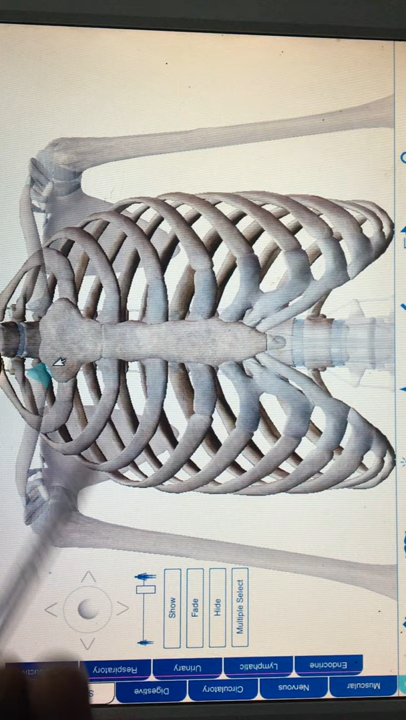 Show
Fade
Hide
Multiple Select
Respiratory
Urinary
Lymphatic
Endocrine
Digestive
Circulatory
Nervous
Muscular